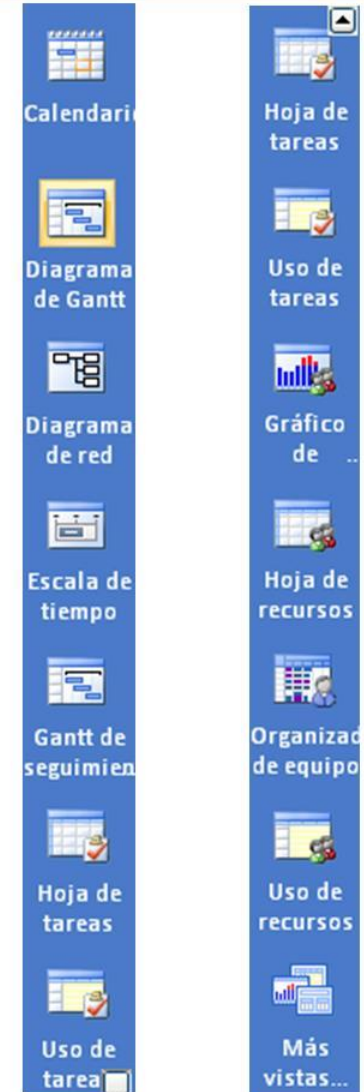 Calendari
Diagrama
de Gantt
Diagrama
de red
Escala de
tiempo
Gantt de
seguimien
Hoja de
tareas
Uso de
tarea
Hoja de
tareas
Uso de
tareas
Gráfico
de ..
Hoja de
recursos
Organizad
de equipo
Uso de
recursos
Más
vistas...